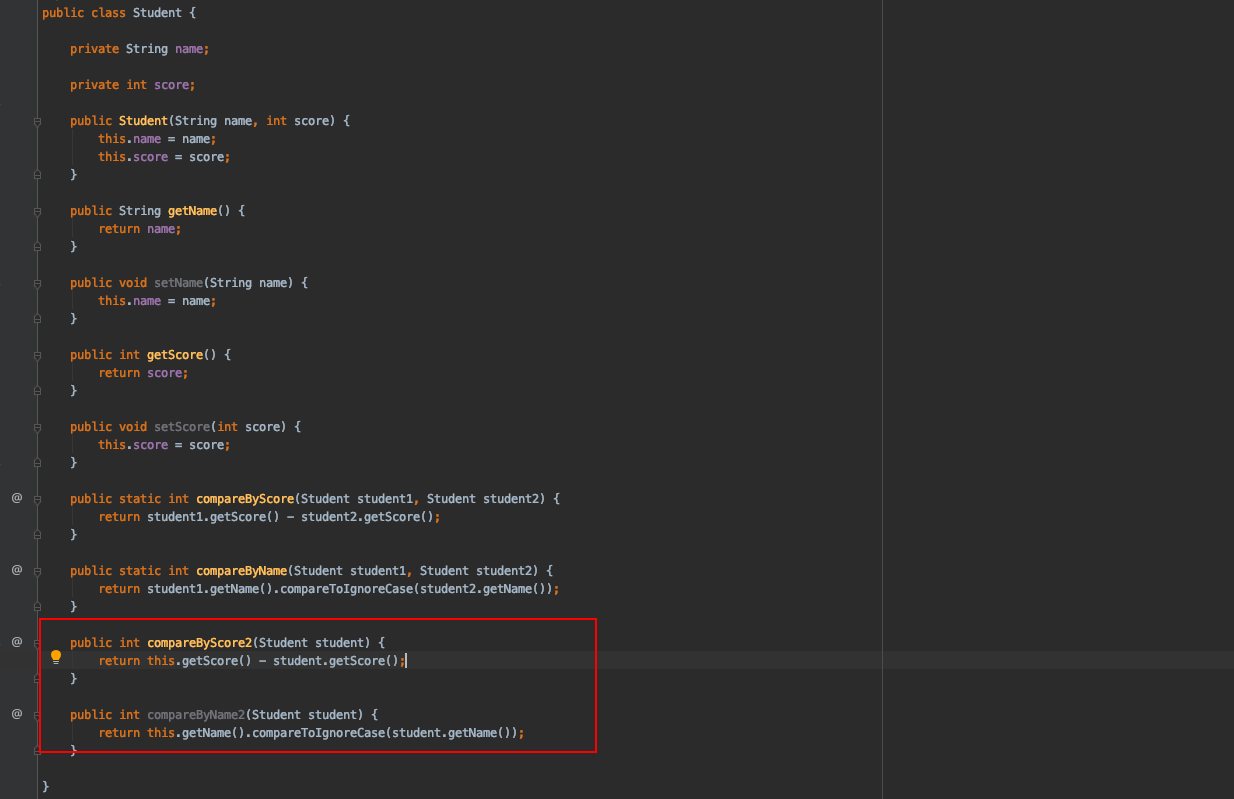 public class Student {
private String name;
private int score;
public Student(String name, int score) {
this.name = name;
this.score = score;
}
public String getName() {
return name;
}
public void setName(String name) {
this.name = name;
}
public int getScore() {
return score;
}
public void setScore(int score) {
this.score = score;
}
@ public static int compareByScore(Student student1, Student student2) {
return student1.getScore() - student2.getScore();
}
@ public static int compareByName(Student student1, Student student2) {
return student1.getName().compareToIgnoreCase(student2.getName());
}
@ public int compareByScore2(Student student) {
return this.getScore() - student.getScore();
}
@ public int compareByName2(Student student) {
return this.getName().compareToIgnoreCase(student.getName());
}
}